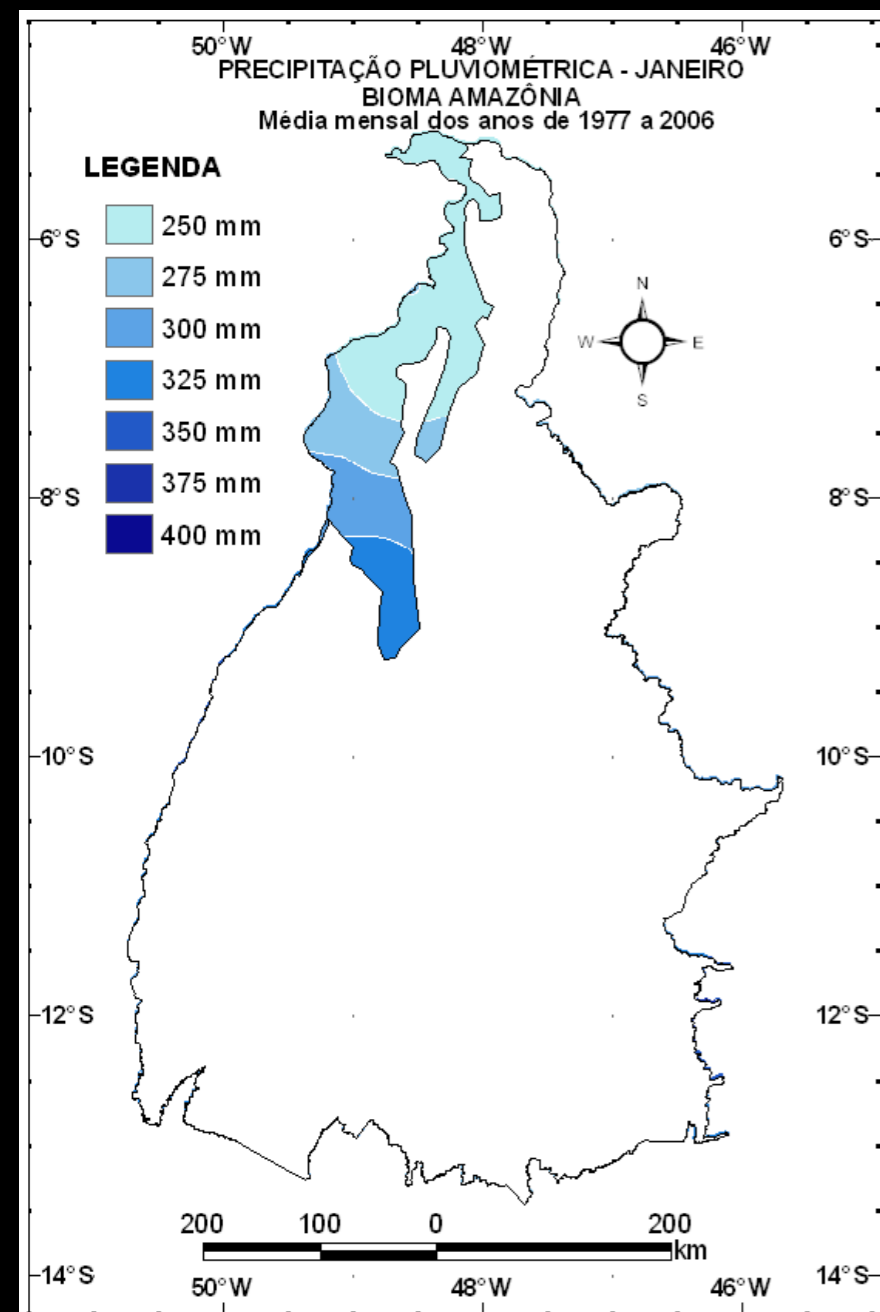 50°W 48°W 46°W
PRECIPITAÇÃO PLUVIOMÉTRICA - JANEIRO
BIOMA AMAZÔNIA
Média mensal dos anos de 1977 a 2006
LEGENDA
250 mm
275 mm
300 mm
325 mm
350 mm
375 mm
400 mm
6°S 6°S
N
W E
S
8°S 8°S
10°S 10°S
12°S 12°S
200 100 0 200
km
14°S 14°S
50°W 48°W 46°W